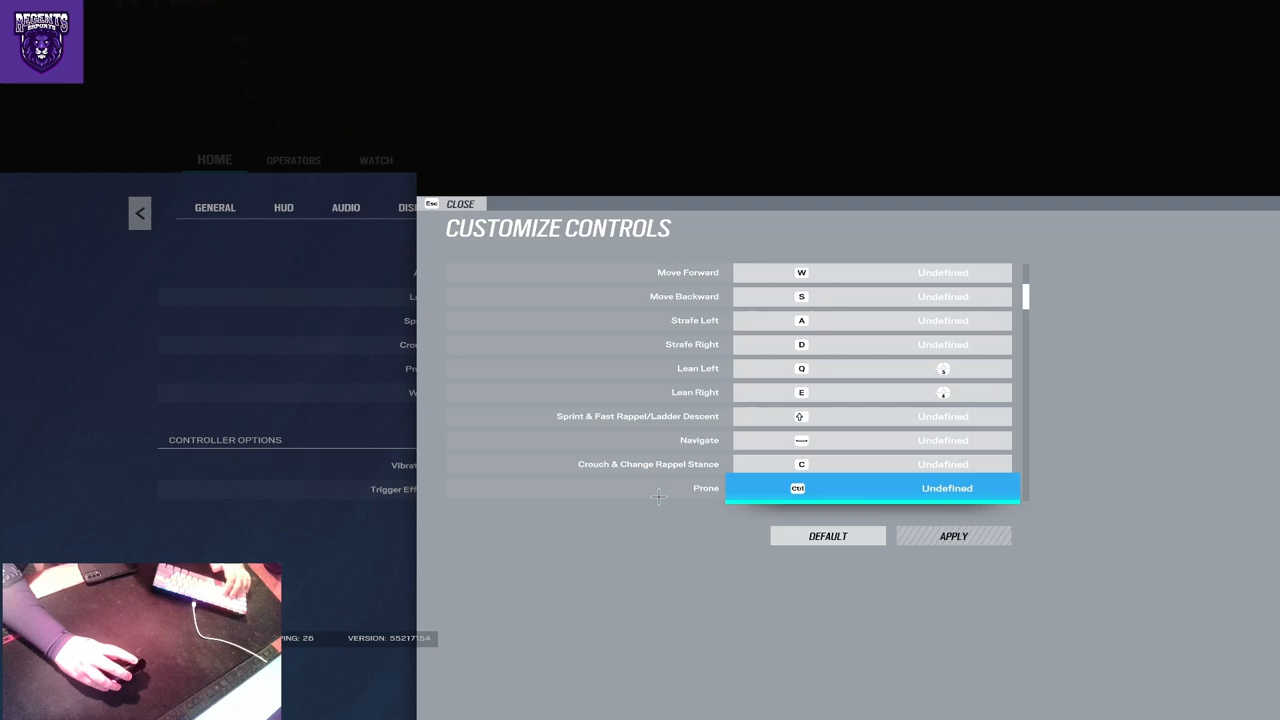 REGENTS
ESPORTS
HOME OPERATORS WATCH
GENERAL HUD AUDIO
Esc CLOSE
CUSTOMIZE CONTROLS
Move Forward W Undefined
Move Backward S Undefined
Strafe Left A Undefined
Strafe Right D Undefined
Lean Left Q 5
Lean Right E 4
Sprint & Fast Rappel/Ladder Descent Undefined
Navigate Undefined
Crouch & Change Rappel Stance C Undefined
Prone Ctrl Undefined
CONTROLLER OPTIONS
Vibrat
Trigger Eff
DEFAULT APPLY
PING: 26 VERSION: 55217154